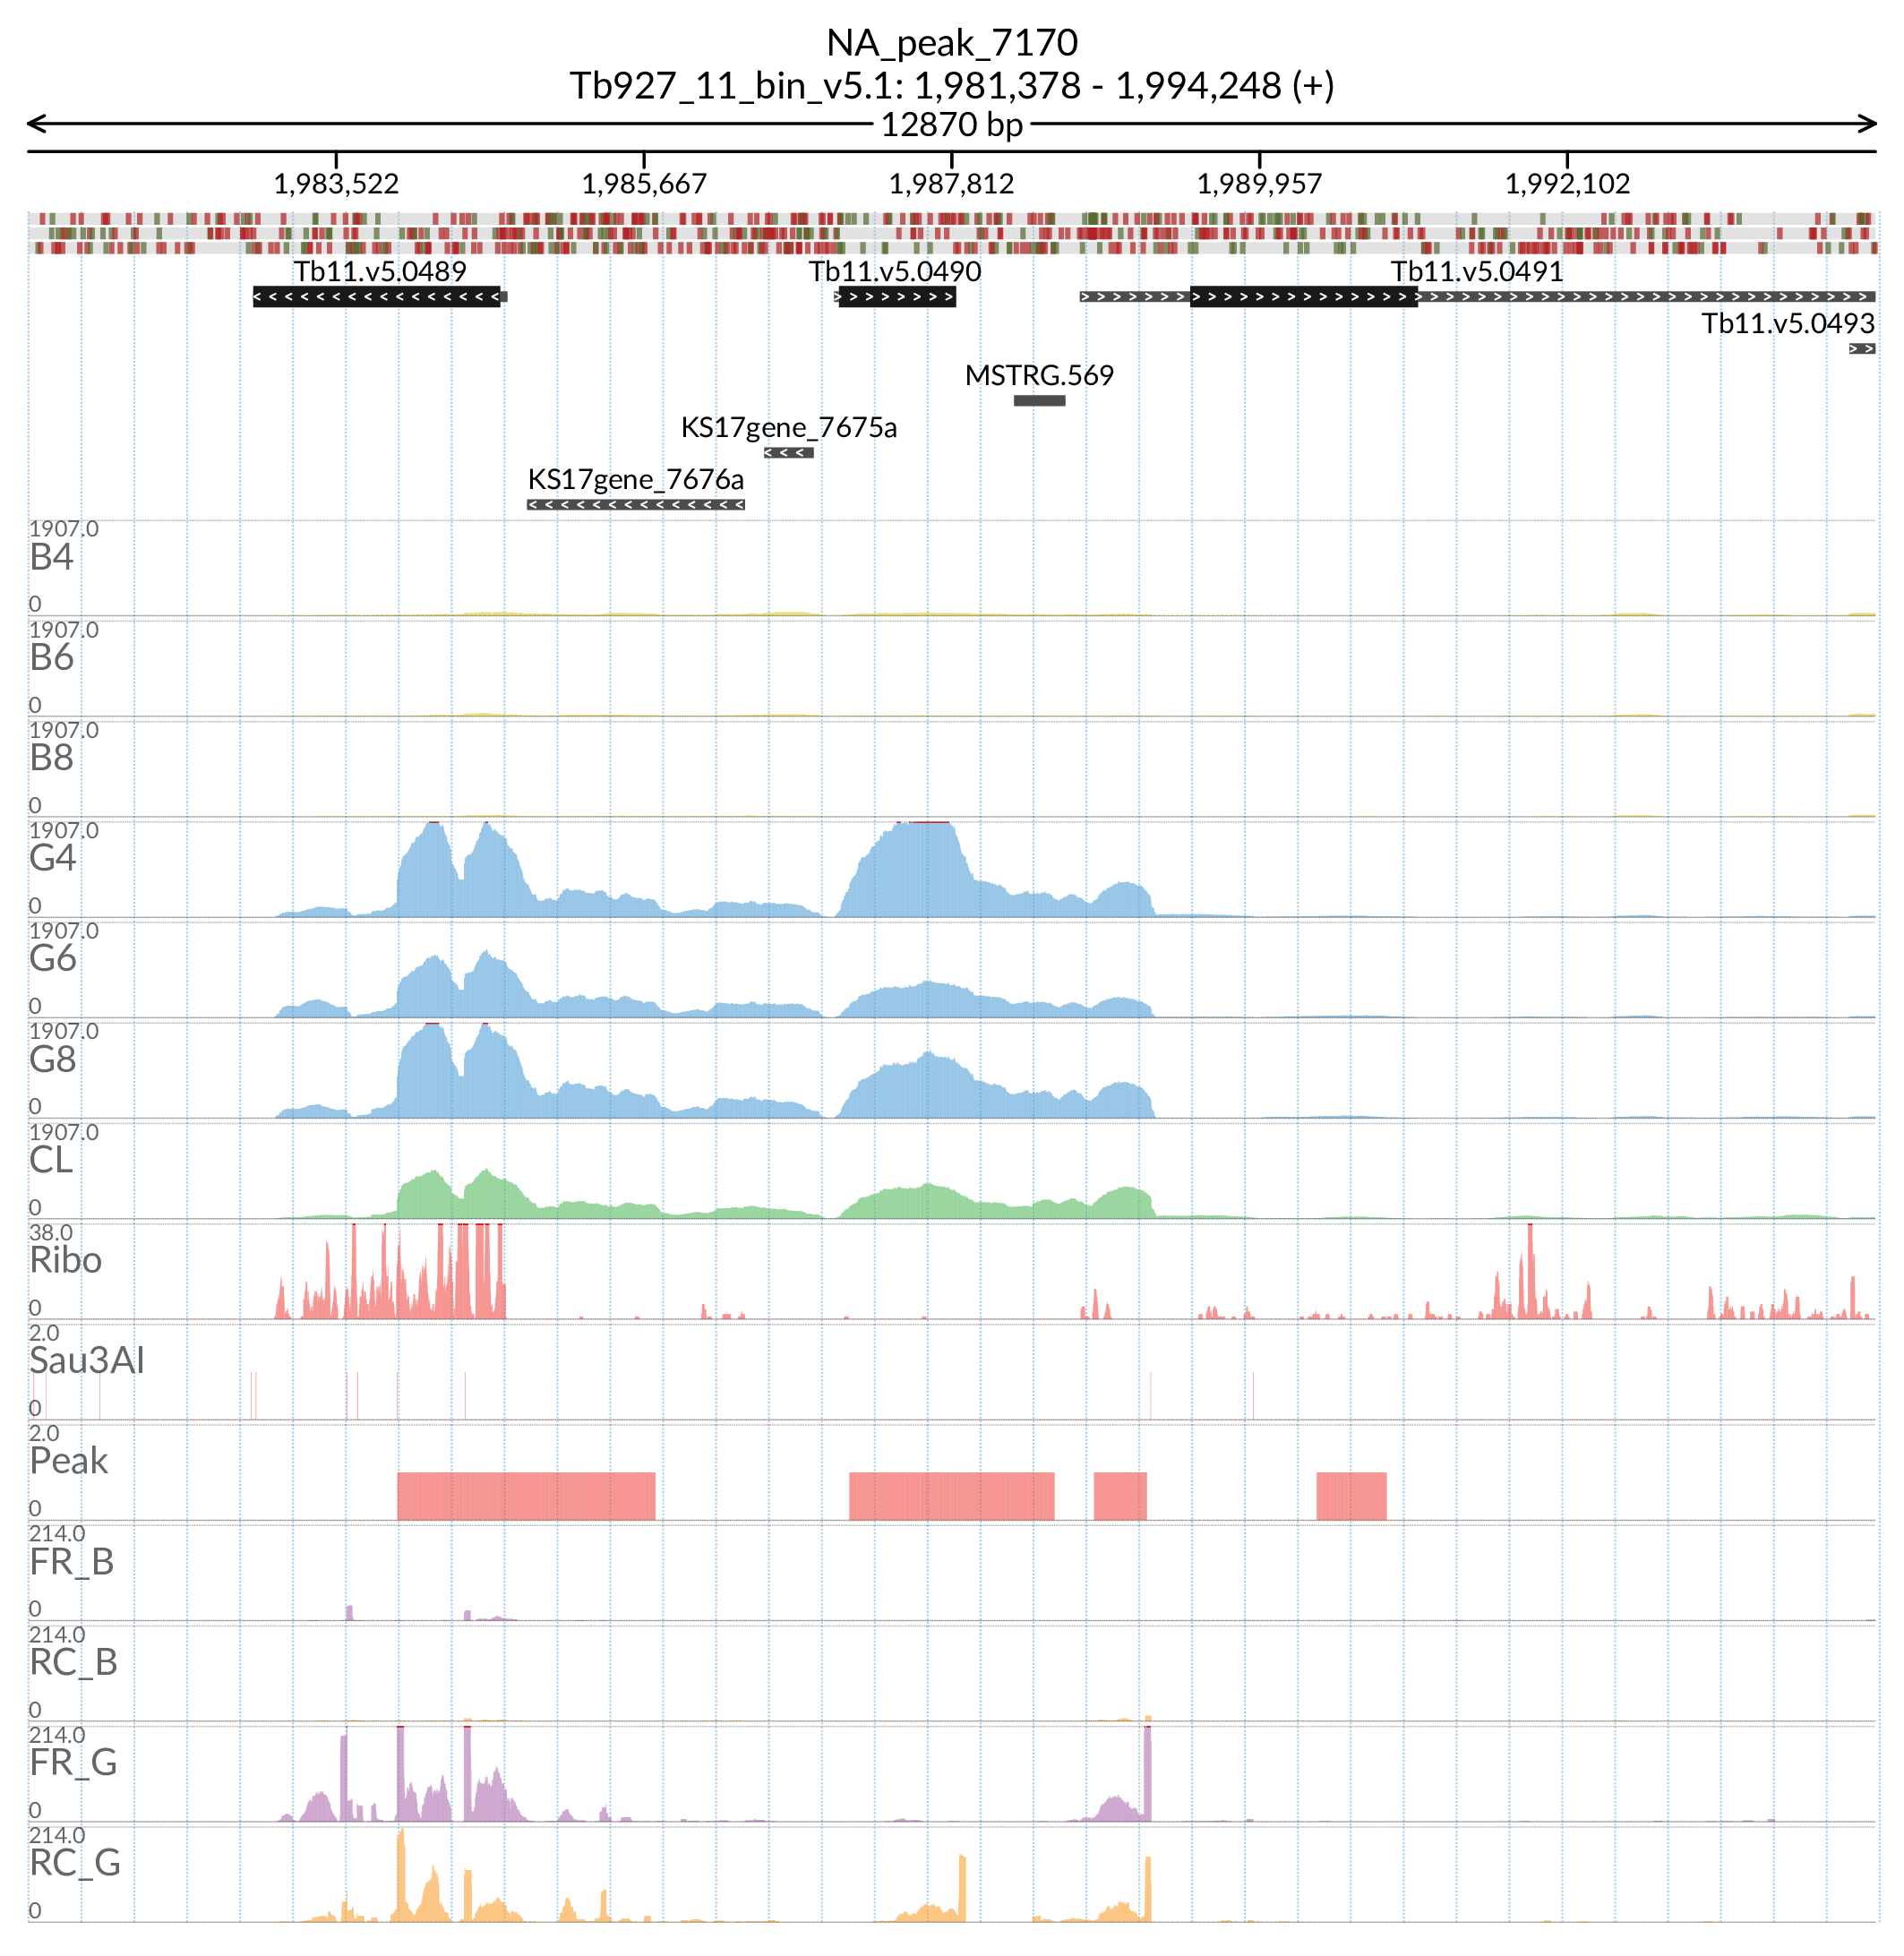 NA_peak_7170
Tb927_11_bin_v5.1: 1,981,378 - 1,994,248 (+)
12870 bp
1,983,522 1,985,667 1,987,812 1,989,957 1,992,102
Tb11.v5.0489 Tb11.v5.0490 Tb11.v5.0491
Tb11.v5.0493
MSTRG.569
KS17gene_7675a
KS17gene_7676a
1907.0
B4
0
1907.0
B6
0
1907.0
B8
0
1907.0
G4
0
1907.0
G6
0
1907.0
G8
0
1907.0
CL
0
38.0
Ribo
0
2.0
Sau3AI
0
2.0
Peak
0
214.0
FR_B
0
214.0
RC_B
0
214.0
FR_G
0
214.0
RC_G
0